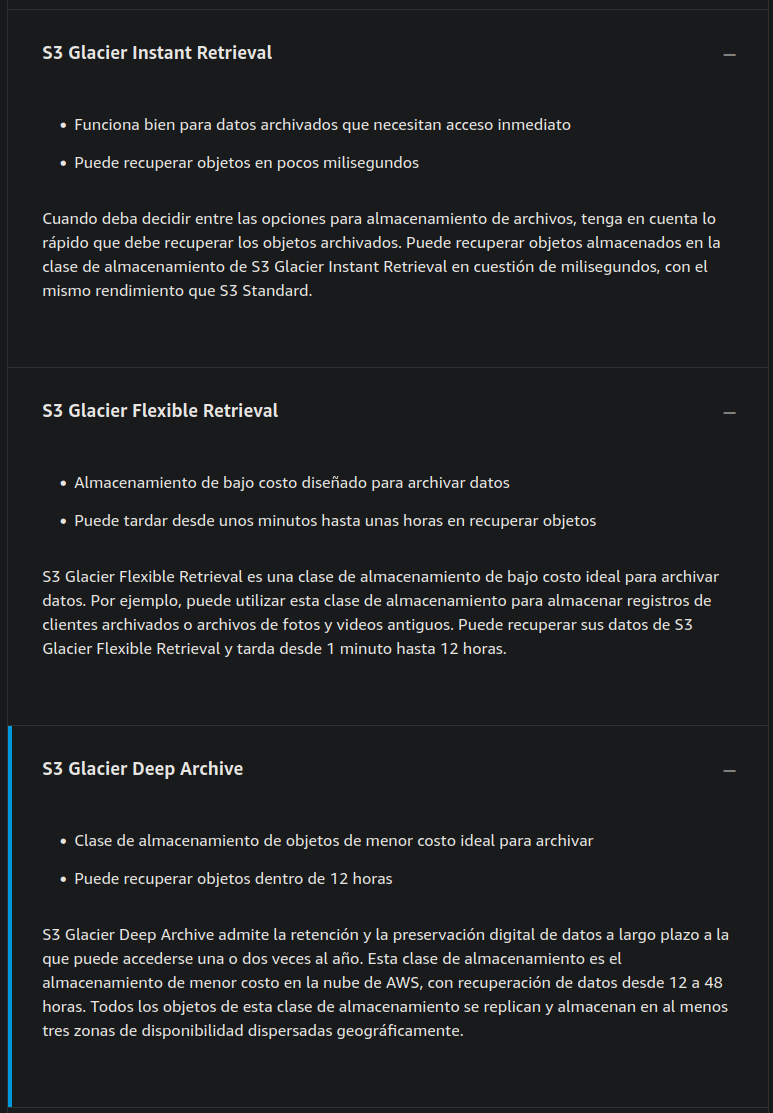 S3 Glacier Instant Retrieval
• Funciona bien para datos archivados que necesitan acceso inmediato
• Puede recuperar objetos en pocos milisegundos
Cuando deba decidir entre las opciones para almacenamiento de archivos, tenga en cuenta lo
rápido que debe recuperar los objetos archivados. Puede recuperar objetos almacenados en la
clase de almacenamiento de S3 Glacier Instant Retrieval en cuestión de milisegundos, con el
mismo rendimiento que S3 Standard.
S3 Glacier Flexible Retrieval
• Almacenamiento de bajo costo diseñado para archivar datos
• Puede tardar desde unos minutos hasta unas horas en recuperar objetos
S3 Glacier Flexible Retrieval es una clase de almacenamiento de bajo costo ideal para archivar
datos. Por ejemplo, puede utilizar esta clase de almacenamiento para almacenar registros de
clientes archivados o archivos de fotos y videos antiguos. Puede recuperar sus datos de S3
Glacier Flexible Retrieval y tarda desde 1 minuto hasta 12 horas.
S3 Glacier Deep Archive
• Clase de almacenamiento de objetos de menor costo ideal para archivar
• Puede recuperar objetos dentro de 12 horas
S3 Glacier Deep Archive admite la retención y la preservación digital de datos a largo plazo a la
que puede accederse una o dos veces al año. Esta clase de almacenamiento es el
almacenamiento de menor costo en la nube de AWS, con recuperación de datos desde 12 a 48
horas. Todos los objetos de esta clase de almacenamiento se replican y almacenan en al menos
tres zonas de disponibilidad dispersadas geográficamente.